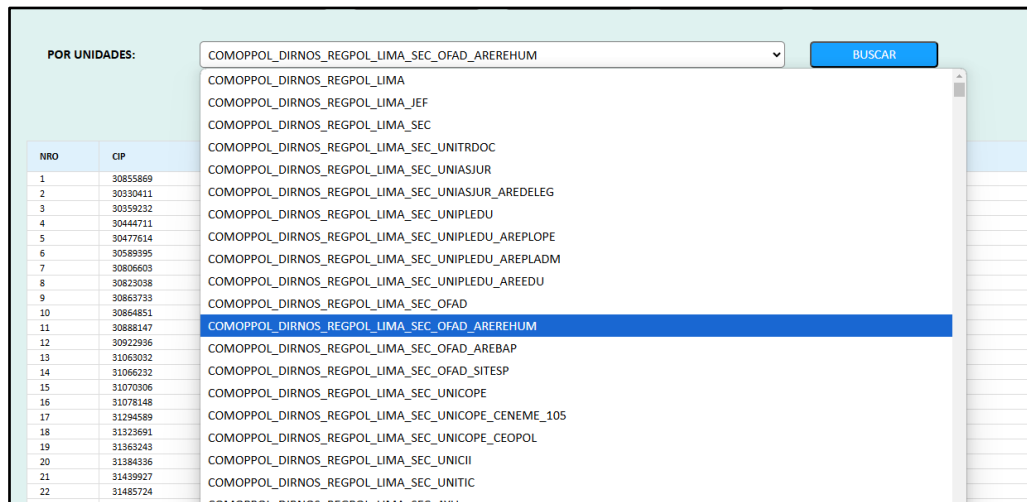 POR UNIDADES:
COMOPPOL_DIRNOS_REGPOL_LIMA_SEC_OFAD_AREREHUM
BUSCAR
COMOPPOL_DIRNOS_REGPOL_LIMA
COMOPPOL_DIRNOS_REGPOL_LIMA_JEF
COMOPPOL_DIRNOS_REGPOL_LIMA_SEC
COMOPPOL_DIRNOS_REGPOL_LIMA_SEC_UNITRDOC
COMOPPOL_DIRNOS_REGPOL_LIMA_SEC_UNIASJUR
COMOPPOL_DIRNOS_REGPOL_LIMA_SEC_UNIASJUR_AREDELEG
COMOPPOL_DIRNOS_REGPOL_LIMA_SEC_UNIPLEDU
COMOPPOL_DIRNOS_REGPOL_LIMA_SEC_UNIPLEDU_AREPLOPE
COMOPPOL_DIRNOS_REGPOL_LIMA_SEC_UNIPLEDU_AREPLADM
COMOPPOL_DIRNOS_REGPOL_LIMA_SEC_UNIPLEDU_AREEDU
COMOPPOL_DIRNOS_REGPOL_LIMA_SEC_OFAD
COMOPPOL_DIRNOS_REGPOL_LIMA_SEC_OFAD_AREREHUM
COMOPPOL_DIRNOS_REGPOL_LIMA_SEC_OFAD_AREBAP
COMOPPOL_DIRNOS_REGPOL_LIMA_SEC_OFAD_SITESP
COMOPPOL_DIRNOS_REGPOL_LIMA_SEC_UNICOPE
COMOPPOL_DIRNOS_REGPOL_LIMA_SEC_UNICOPE_CENEME_105
COMOPPOL_DIRNOS_REGPOL_LIMA_SEC_UNICOPE_CEOPOL
COMOPPOL_DIRNOS_REGPOL_LIMA_SEC_UNICII
COMOPPOL_DIRNOS_REGPOL_LIMA_SEC_UNITIC
NRO CIP
1 30855869
2 30330411
3 30359232
4 30444711
5 30477614
6 30589395
7 30806603
8 30823038
9 30863733
10 30864851
11 30888147
12 30922936
13 31063032
14 31066232
15 31070306
16 31078148
17 31294589
18 31323691
19 31363243
20 31384336
21 31439927
22 31485724